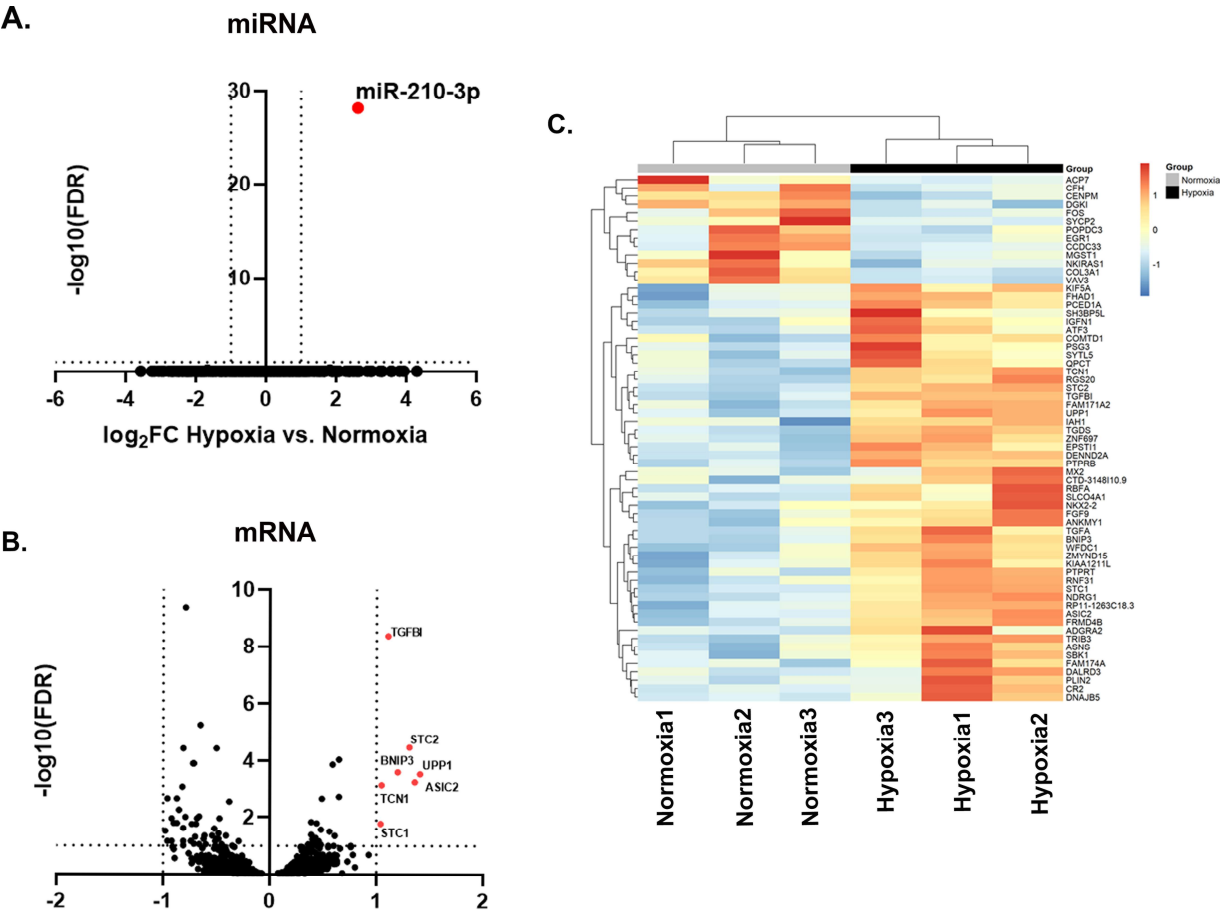 A.
miRNA
30
20
10
-log10(FDR)
miR-210-3p
-6
-4
-2
0
2
4
6
log2FC Hypoxia vs. Normoxia
B.
mRNA
10
8
6
4
2
-log10(FDR)
TGFBI
STC2
BNIP3
UPP1
ASIC2
TCN1
STC1
-2
-1
0
1
2
C.
Group
ACP7
CFH
CENPM
DGKI
FOS
SYCP2
POPDC3
EGR1
CCDC33
MGST1
NKIRAS1
COL3A1
VAV3
KIF5A
FHAD1
PCED1A
SH3BP5L
IGFN1
ATF3
COMTD1
PSG3
SYTL5
QPCT
TCN1
RGS20
STC2
TGFBI
FAM171A2
UPP1
IAH1
TGDS
ZNF697
EPSTI1
DENND2A
PTPRB
MX2
CTD-3148I10.9
RBFA
SLCO4A1
NKX2-2
FGF9
ANKMY1
TGFA
BNIP3
WFDC1
ZMYND15
KIAA1211L
PTPRT
RNF31
STC1
NDRG1
RP11-1263C18.3
ASIC2
FRMD4B
ADGRA2
TRIB3
ASNS
SBK1
FAM174A
DALRD3
PLIN2
CR2
DNAJB5
1
0
-1
Group
Normoxia
Hypoxia
Normoxia1
Normoxia2
Normoxia3
Hypoxia3
Hypoxia1
Hypoxia2